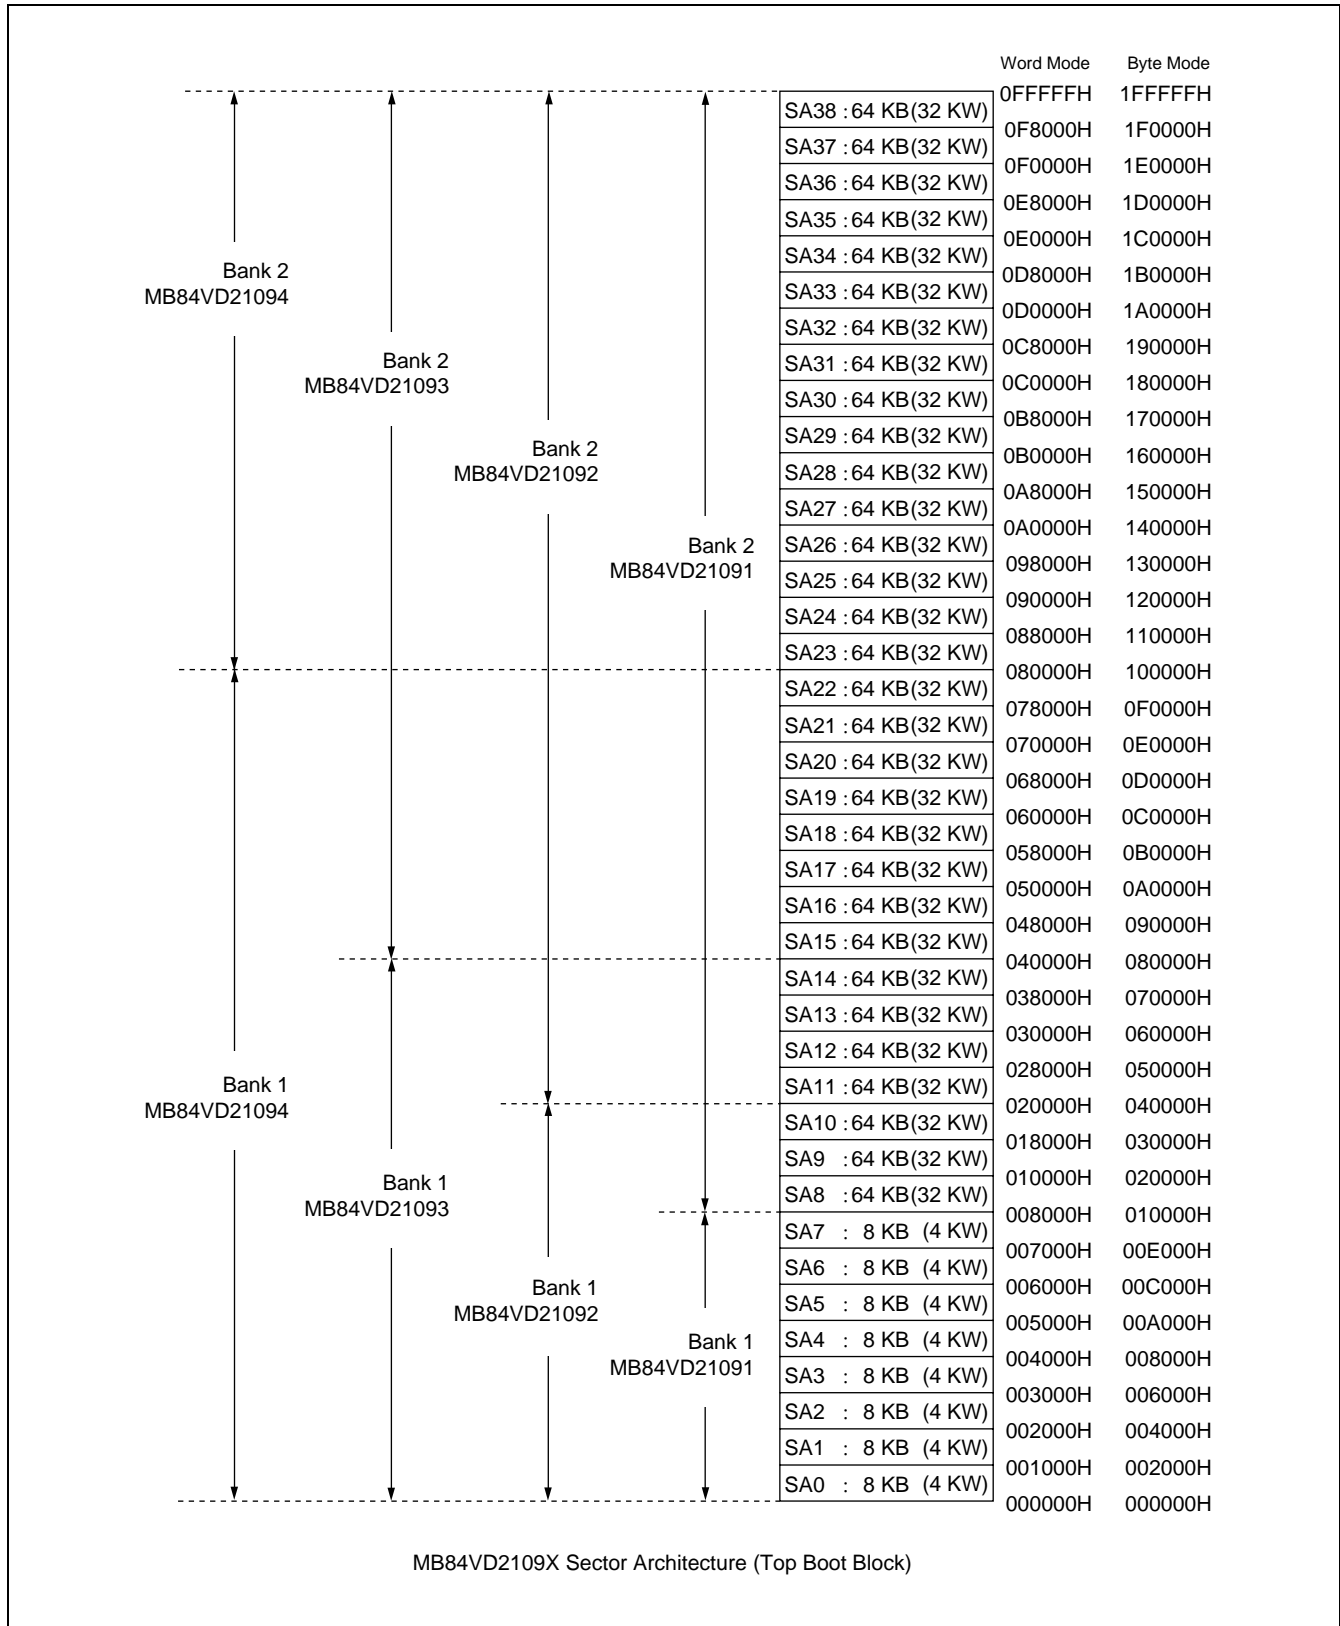 Word Mode Byte Mode
0FFFFFH 1FFFFFH
SA38 : 64 KB(32 KW)
0F8000H 1F0000H
SA37 : 64 KB(32 KW)
0F0000H 1E0000H
SA36 : 64 KB(32 KW)
0E8000H 1D0000H
SA35 : 64 KB(32 KW)
0E0000H 1C0000H
SA34 : 64 KB(32 KW)
Bank 2
MB84VD21094
0D8000H 1B0000H
SA33 : 64 KB(32 KW)
0D0000H 1A0000H
SA32 : 64 KB(32 KW)
0C8000H 190000H
Bank 2
MB84VD21093
SA31 : 64 KB(32 KW)
0C0000H 180000H
SA30 : 64 KB(32 KW)
0B8000H 170000H
SA29 : 64 KB(32 KW)
Bank 2
MB84VD21092
0B0000H 160000H
SA28 : 64 KB(32 KW)
0A8000H 150000H
SA27 : 64 KB(32 KW)
0A0000H 140000H
SA26 : 64 KB(32 KW)
Bank 2
MB84VD21091
098000H 130000H
SA25 : 64 KB(32 KW)
090000H 120000H
SA24 : 64 KB(32 KW)
088000H 110000H
SA23 : 64 KB(32 KW)
080000H 100000H
SA22 : 64 KB(32 KW)
078000H 0F0000H
SA21 : 64 KB(32 KW)
070000H 0E0000H
SA20 : 64 KB(32 KW)
068000H 0D0000H
SA19 : 64 KB(32 KW)
060000H 0C0000H
SA18 : 64 KB(32 KW)
058000H 0B0000H
SA17 : 64 KB(32 KW)
050000H 0A0000H
SA16 : 64 KB(32 KW)
048000H 090000H
SA15 : 64 KB(32 KW)
040000H 080000H
SA14 : 64 KB(32 KW)
038000H 070000H
SA13 : 64 KB(32 KW)
030000H 060000H
SA12 : 64 KB(32 KW)
028000H 050000H
SA11 : 64 KB(32 KW)
Bank 1
MB84VD21094
020000H 040000H
SA10 : 64 KB(32 KW)
018000H 030000H
SA9 : 64 KB(32 KW)
010000H 020000H
Bank 1
MB84VD21093
SA8 : 64 KB(32 KW)
008000H 010000H
SA7 : 8 KB (4 KW)
007000H 00E000H
SA6 : 8 KB (4 KW)
006000H 00C000H
Bank 1
MB84VD21092
SA5 : 8 KB (4 KW)
005000H 00A000H
SA4 : 8 KB (4 KW)
Bank 1
MB84VD21091
004000H 008000H
SA3 : 8 KB (4 KW)
003000H 006000H
SA2 : 8 KB (4 KW)
002000H 004000H
SA1 : 8 KB (4 KW)
001000H 002000H
SA0 : 8 KB (4 KW)
000000H 000000H
MB84VD2109X Sector Architecture (Top Boot Block)